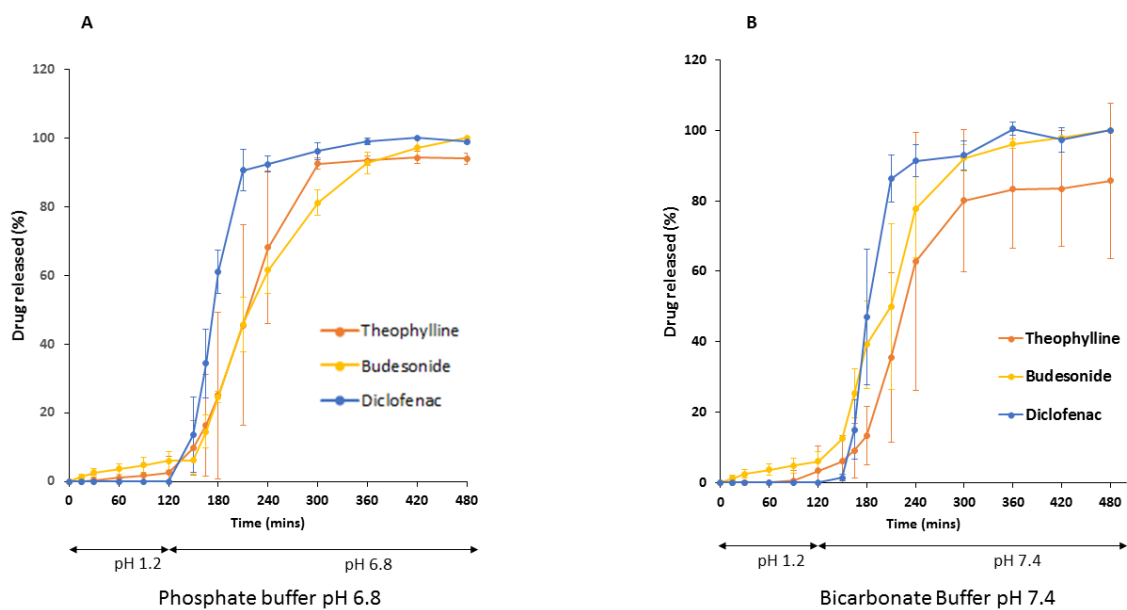 A
120
100
80
60
40
20
0
Drug released (%)
Theophylline
Budesonide
Diclofenac
0 60 120 180 240 300 360 420 480
Time (mins)
pH 1.2 pH 6.8
Phosphate buffer pH 6.8
B
120
100
80
60
40
20
0
Drug released (%)
Theophylline
Budesonide
Diclofenac
0 60 120 180 240 300 360 420 480
Time (mins)
pH 1.2 pH 7.4
Bicarbonate Buffer pH 7.4